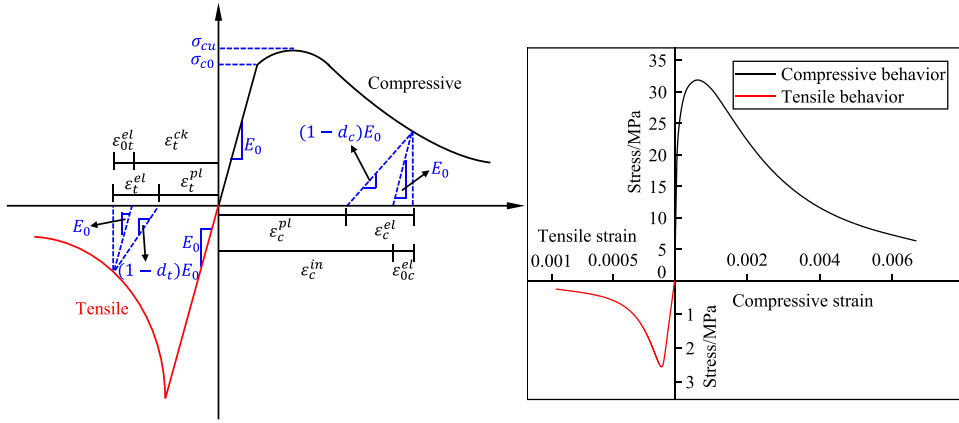 σcu
σc0
Compressive
E0
(1 − dc)E0
E0
ε0t^el
εt^ck
εt^el
εt^pl
E0
(1 − dt)E0
E0
εc^pl
εc^el
εc^in
ε0c^el
Tensile
35
30
25
20
15
10
5
0
Stress/MPa
Compressive behavior
Tensile behavior
Tensile strain
0.001
0.0005
0.002
0.004
0.006
Compressive strain
1
2
3
Stress/MPa